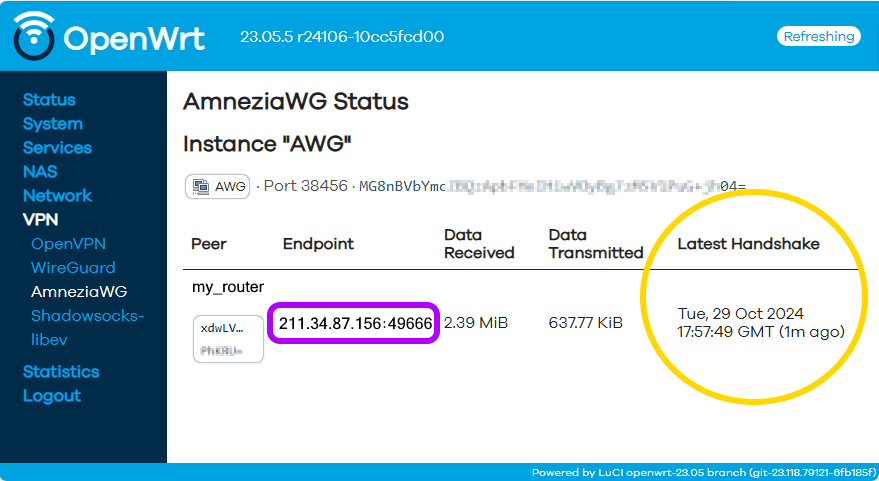 OpenWrt 23.05.5 r24106-10cc5fcd00 Refreshing
Status
System
Services
NAS
Network
VPN
OpenVPN
WireGuard
AmneziaWG
Shadowsocks-
libev
Statistics
Logout
AmneziaWG Status
Instance "AWG"
AWG · Port 38456 · MG8nBVbYmc 04=
Peer Endpoint Data Received Data Transmitted Latest Handshake
my_router
xdwLV... 211.34.87.156:49666 2.39 MiB 637.77 KiB Tue, 29 Oct 2024
17:57:49 GMT (1m ago)
Powered by LuCI openwrt-23.05 branch (git-23.118.79121-6fb185f)